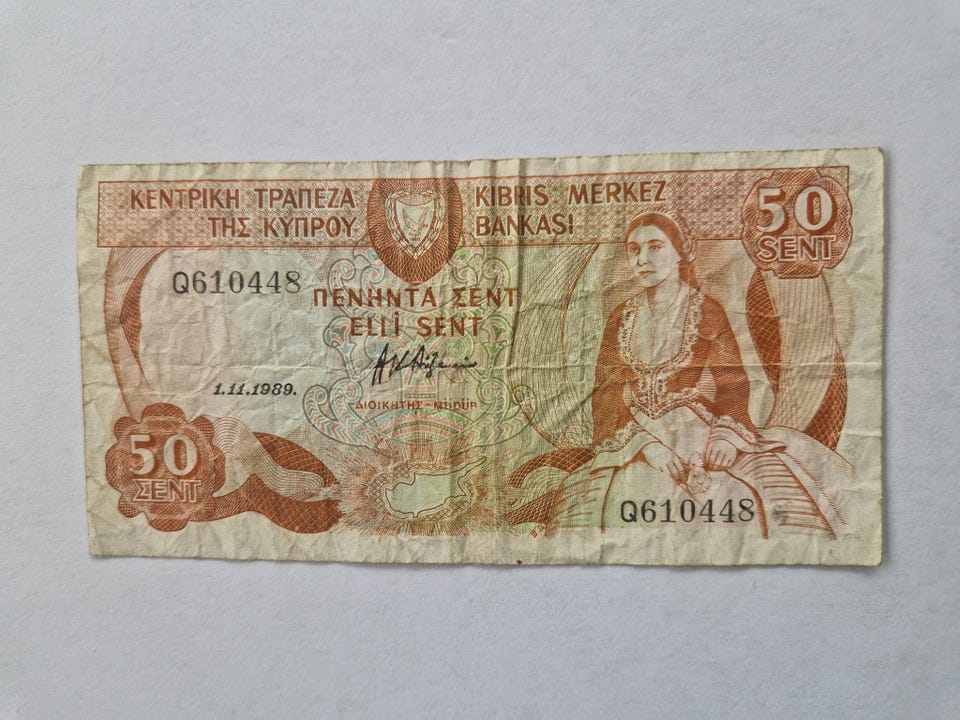 ΚΕΝΤΡΙΚΗ ΤΡΑΠΕΖΑ
ΤΗΣ ΚΥΠΡΟΥ
KIBRIS MERKEZ
BANKASI
50
SENT
Q610448
ΠΕΝΗΝΤΑ ΣΕΝΤ
ELLİ SENT
1.11.1989.
ΔΙΟΙΚΗΤΗΣ - MÜDÜR
50
ΣΕΝΤ
Q610448